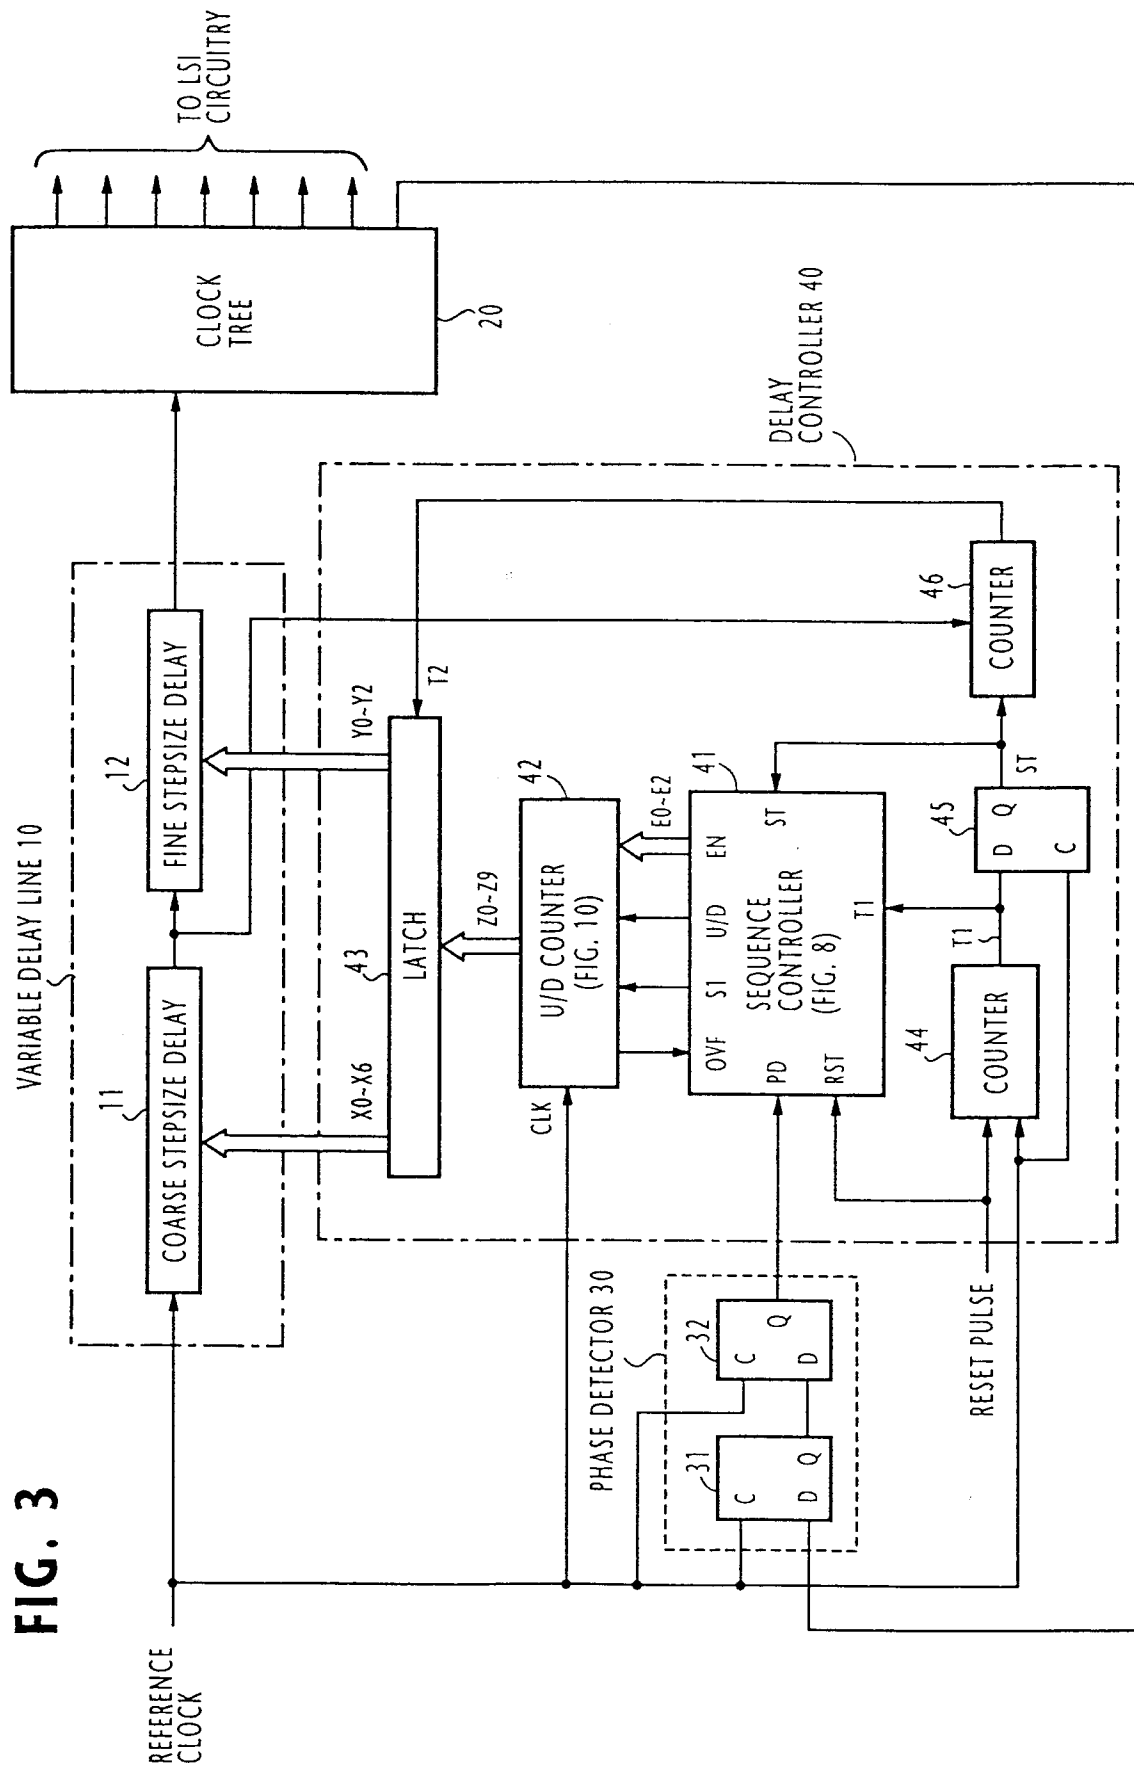 FIG. 3
REFERENCE
CLOCK
VARIABLE DELAY LINE 10
11
COARSE STEPSIZE DELAY
12
FINE STEPSIZE DELAY
CLOCK
TREE
20
TO LSI
CIRCUITRY
DELAY
CONTROLLER 40
X0~X6
Y0~Y2
43
LATCH
T2
Z0~Z9
CLK
42
U/D COUNTER
(FIG. 10)
E0~E2
41
OVF
S1
U/D
EN
PD
SEQUENCE
CONTROLLER
(FIG. 8)
ST
RST
T1
PHASE DETECTOR 30
31
C
D
Q
32
C
D
Q
RESET PULSE
44
COUNTER
T1
45
D
Q
C
ST
46
COUNTER